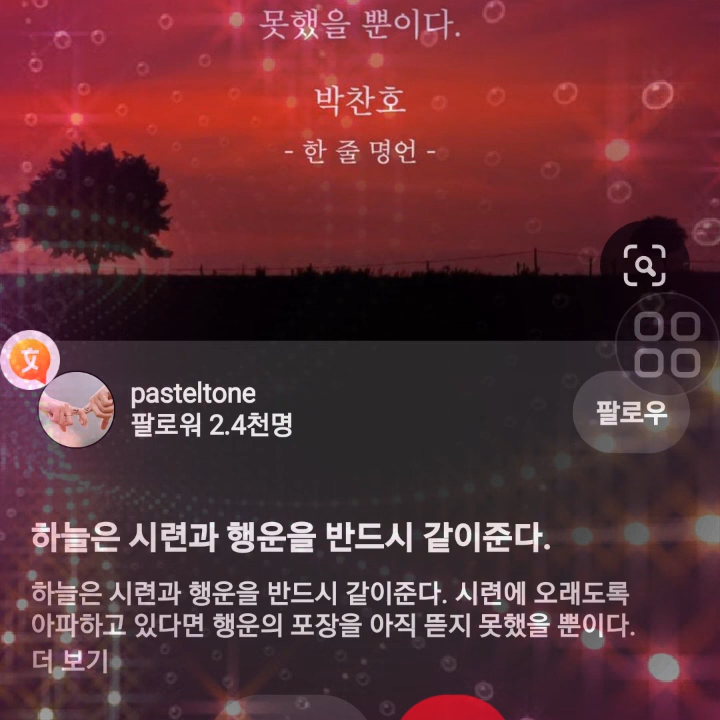 못했을 뿐이다.
박찬호
- 한 줄 명언 -
文
pasteltone
팔로워 2.4천명
팔로우
하늘은 시련과 행운을 반드시 같이준다.
하늘은 시련과 행운을 반드시 같이준다. 시련에 오래도록
아파하고 있다면 행운의 포장을 아직 뜯지 못했을 뿐이다.
더 보기